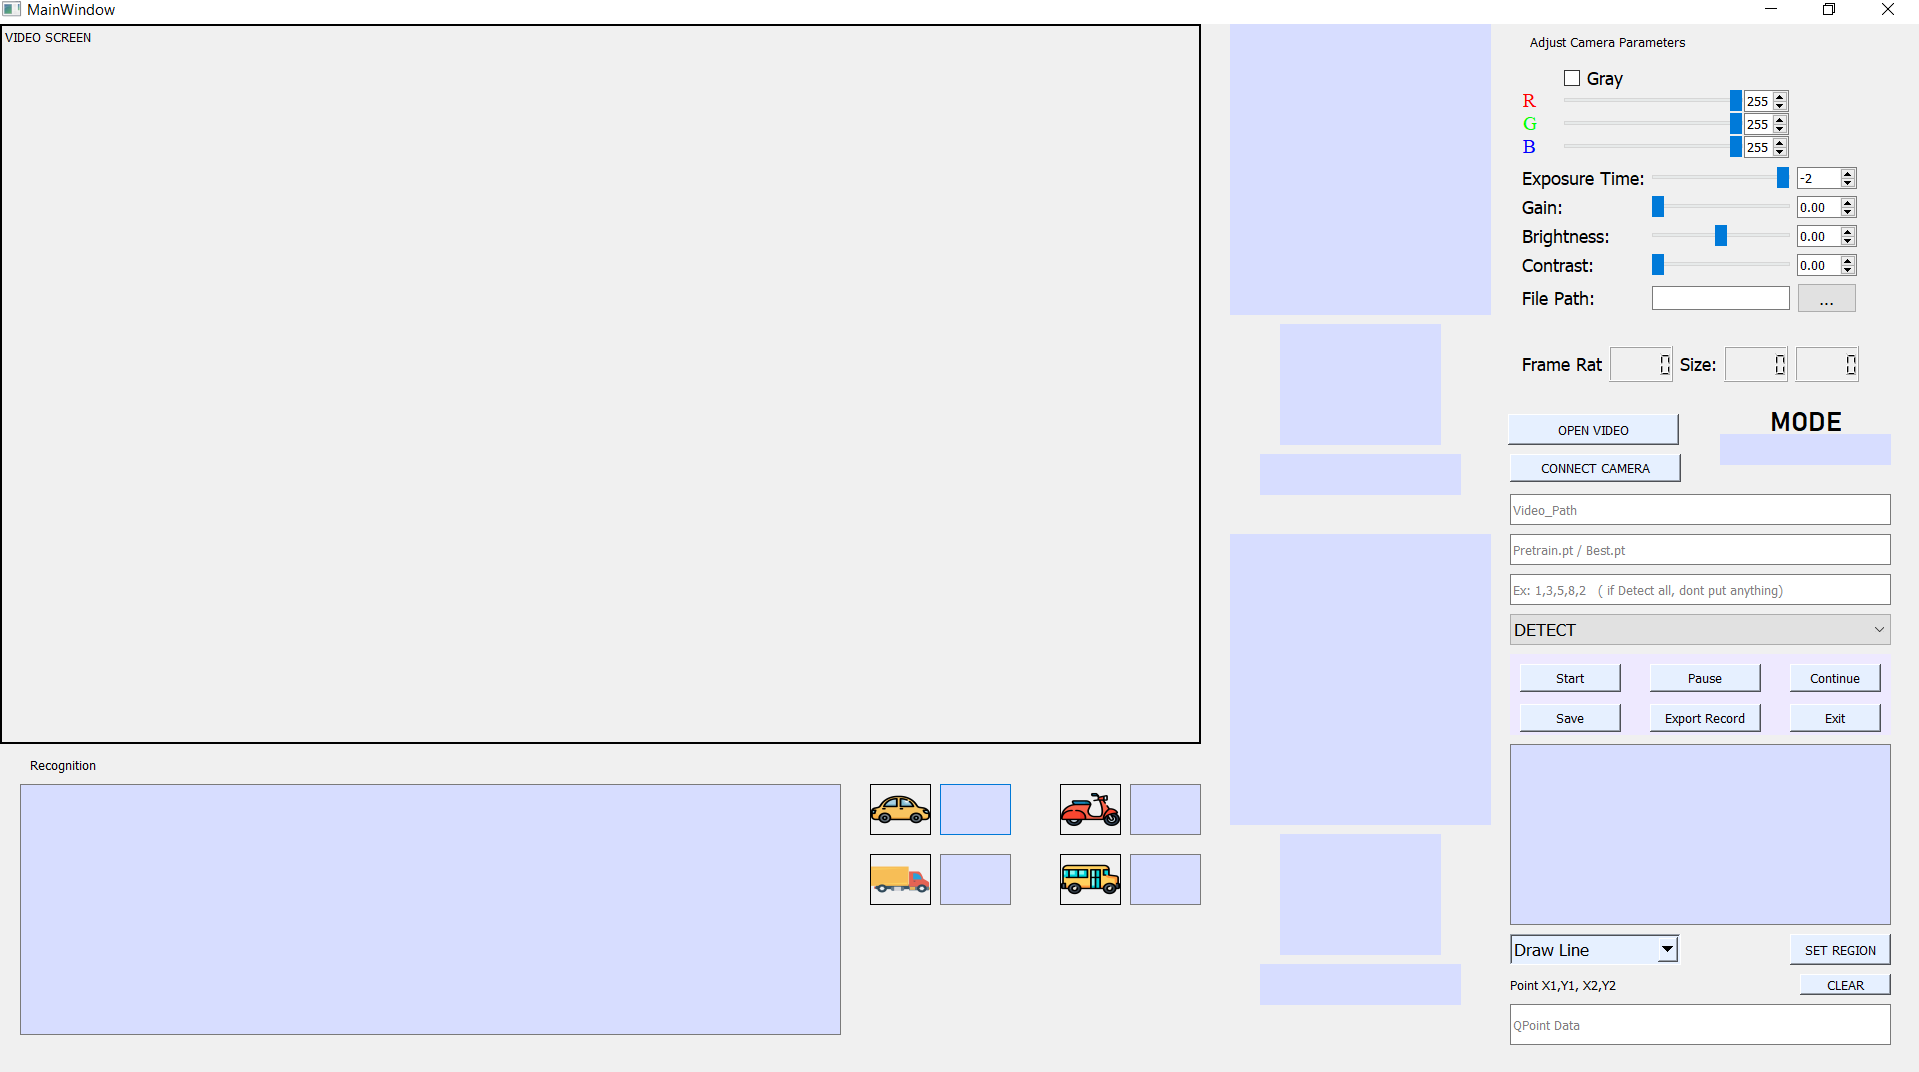 MainWindow
VIDEO SCREEN
Adjust Camera Parameters
Gray
R 255
G 255
B 255
Exposure Time: -2
Gain: 0.00
Brightness: 0.00
Contrast: 0.00
File Path: ...
Frame Rat 0 Size: 0 0
OPEN VIDEO
MODE
CONNECT CAMERA
Video_Path
Pretrain.pt / Best.pt
Ex: 1,3,5,8,2 ( if Detect all, dont put anything)
DETECT
Start Pause Continue
Save Export Record Exit
Recognition
Draw Line
SET REGION
Point X1,Y1, X2,Y2
CLEAR
QPoint Data